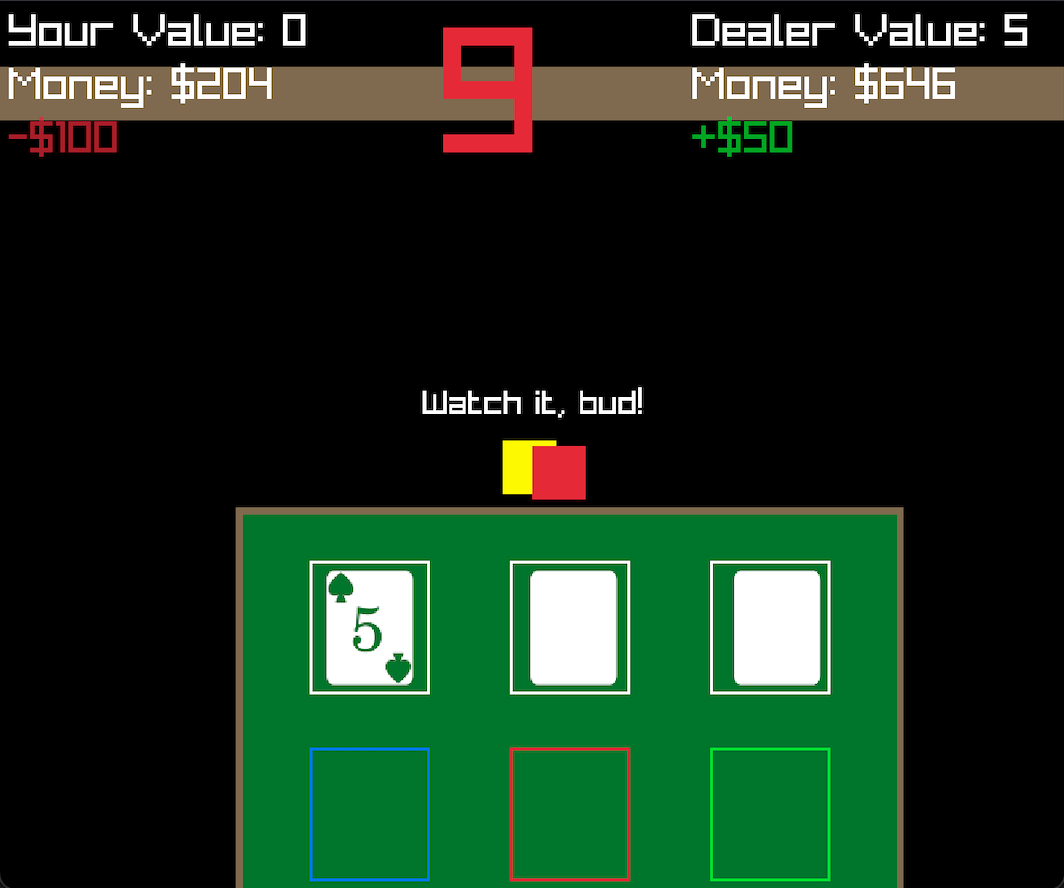 Your Value: 0
Money: $204
-$100
9
Dealer Value: 5
Money: $646
+$50
Watch it, bud!
5